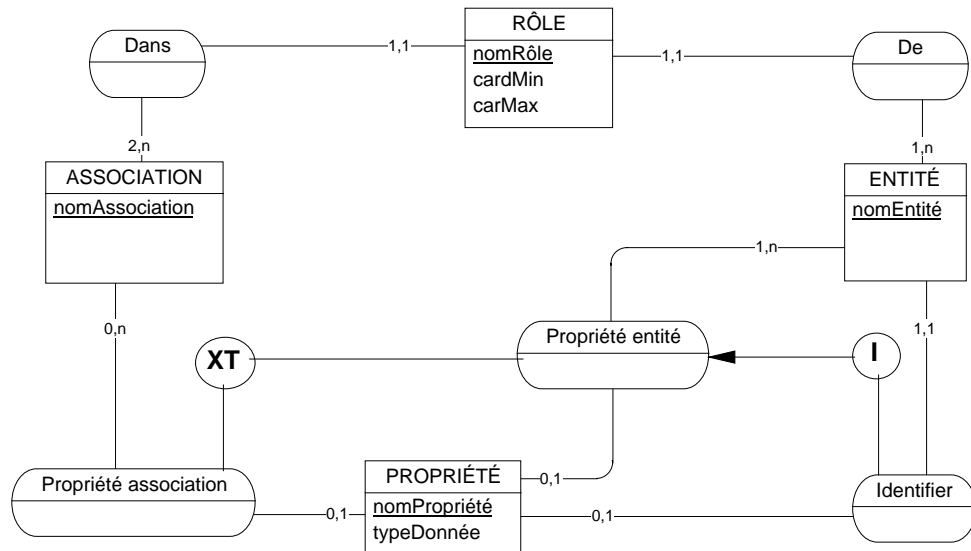 RÔLE
nomRôle
cardMin
carMax
Dans
1,1
1,1
De
2,n
1,n
ASSOCIATION
nomAssociation
ENTITÉ
nomEntité
1,n
0,n
1,1
Propriété entité
XT
I
Propriété association
0,1
PROPRIÉTÉ
nomPropriété
typeDonnée
0,1
0,1
Identifier